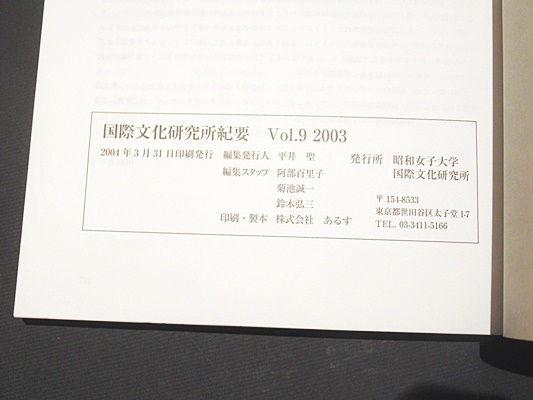 国際文化研究所紀要 Vol.9 2003
2004年3月31日印刷発行 編集発行人 平井 聖 発行所 昭和女子大学
編集スタッフ 阿部百里子 国際文化研究所
菊池誠一
鈴木弘三 〒154-8533
東京都世田谷区太子堂1-7
印刷・製本 株式会社 あるす TEL. 03-3411-5166